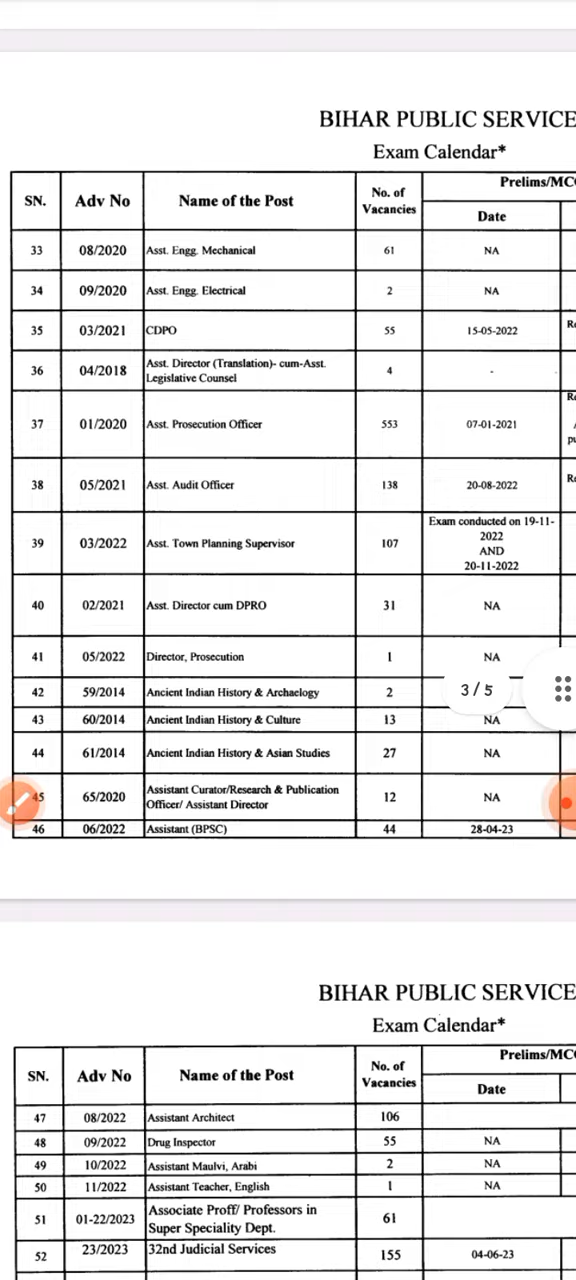 BIHAR PUBLIC SERVICE
Exam Calendar*
SN. Adv No Name of the Post No. of Vacancies Prelims/MC
Date
33 08/2020 Asst. Engg. Mechanical 61 NA
34 09/2020 Asst. Engg. Electrical 2 NA
35 03/2021 CDPO 55 15-05-2022 Re
36 04/2018 Asst. Director (Translation)- cum-Asst. Legislative Counsel 4 -
37 01/2020 Asst. Prosecution Officer 553 07-01-2021
38 05/2021 Asst. Audit Officer 138 20-08-2022 Re
39 03/2022 Asst. Town Planning Supervisor 107 Exam conducted on 19-11-2022 AND 20-11-2022
40 02/2021 Asst. Director cum DPRO 31 NA
41 05/2022 Director, Prosecution 1 NA
42 59/2014 Ancient Indian History & Archaelogy 2
3 / 5
43 60/2014 Ancient Indian History & Culture 13 NA
44 61/2014 Ancient Indian History & Asian Studies 27 NA
45 65/2020 Assistant Curator/Research & Publication Officer/ Assistant Director 12 NA
46 06/2022 Assistant (BPSC) 44 28-04-23
BIHAR PUBLIC SERVICE
Exam Calendar*
SN. Adv No Name of the Post No. of Vacancies Prelims/MC
Date
47 08/2022 Assistant Architect 106
48 09/2022 Drug Inspector 55 NA
49 10/2022 Assistant Maulvi, Arabi 2 NA
50 11/2022 Assistant Teacher, English 1 NA
51 01-22/2023 Associate Proff/ Professors in Super Speciality Dept. 61
52 23/2023 32nd Judicial Services 155 04-06-23